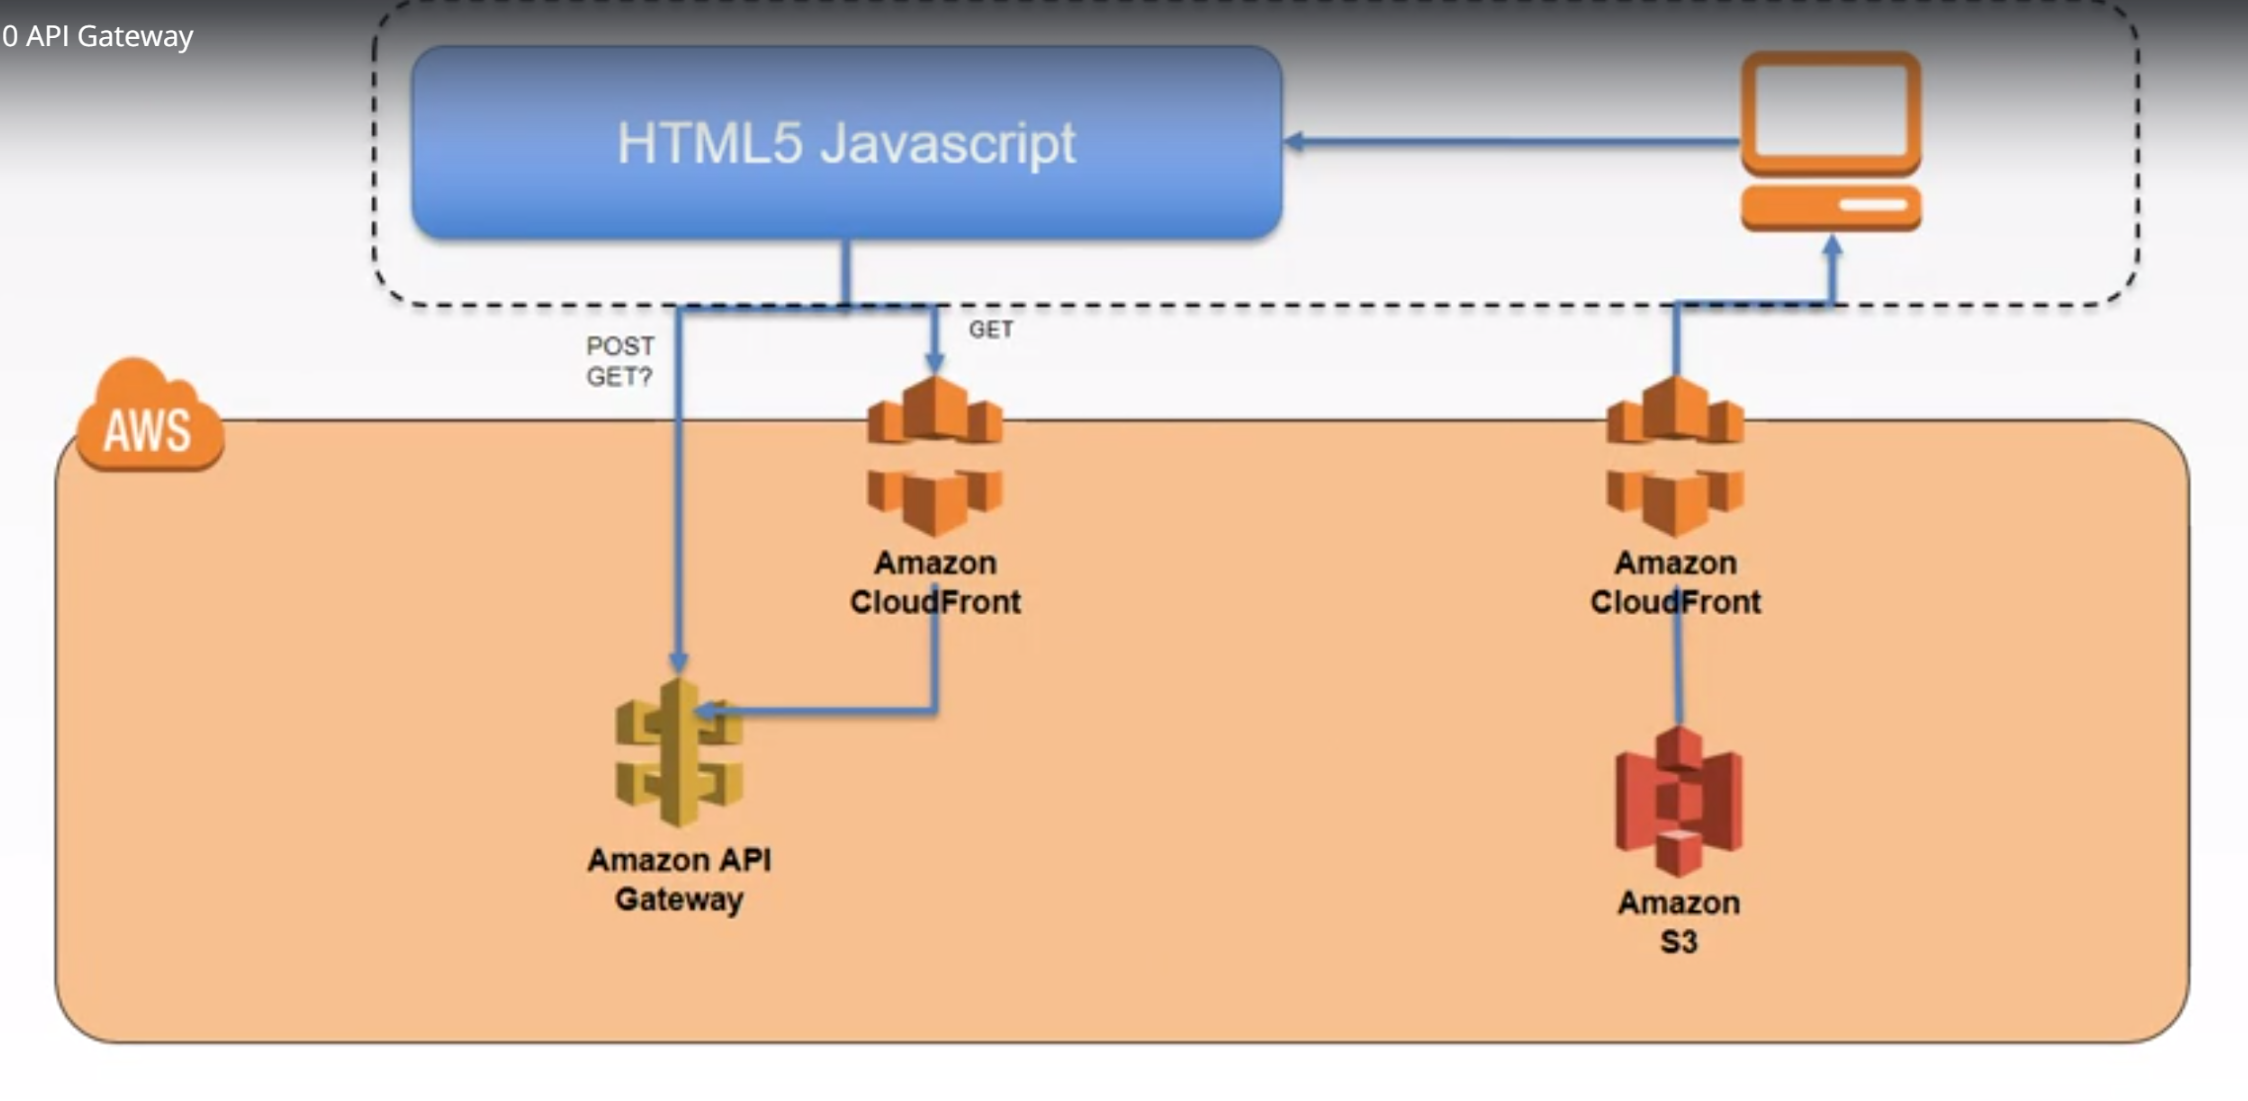 0 API Gateway
HTML5 Javascript
POST
GET?
GET
AWS
Amazon
CloudFront
Amazon
CloudFront
Amazon API
Gateway
Amazon
S3